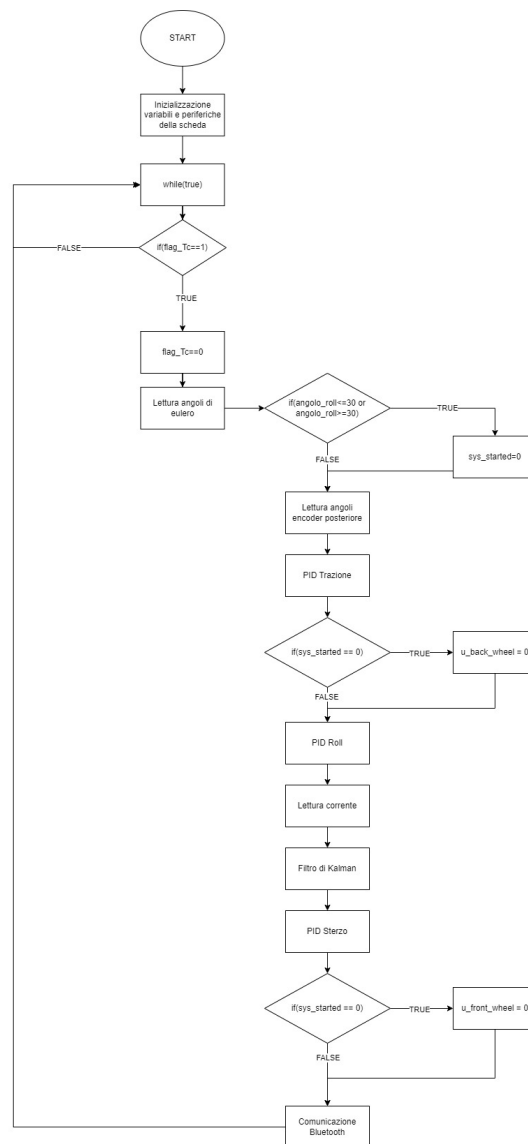 START
Inizializzazione
variabili e periferiche
della scheda
while(true)
if(flag_Tc==1)
FALSE
TRUE
flag_Tc==0
Lettura angoli di
eulero
if(angolo_roll<=30 or
angolo_roll>=30)
TRUE
sys_started=0
FALSE
Lettura angoli
encoder posteriore
PID Trazione
if(sys_started == 0)
TRUE
u_back_wheel = 0
FALSE
PID Roll
Lettura corrente
Filtro di Kalman
PID Sterzo
if(sys_started == 0)
TRUE
u_front_wheel = 0
FALSE
Comunicazione
Bluetooth